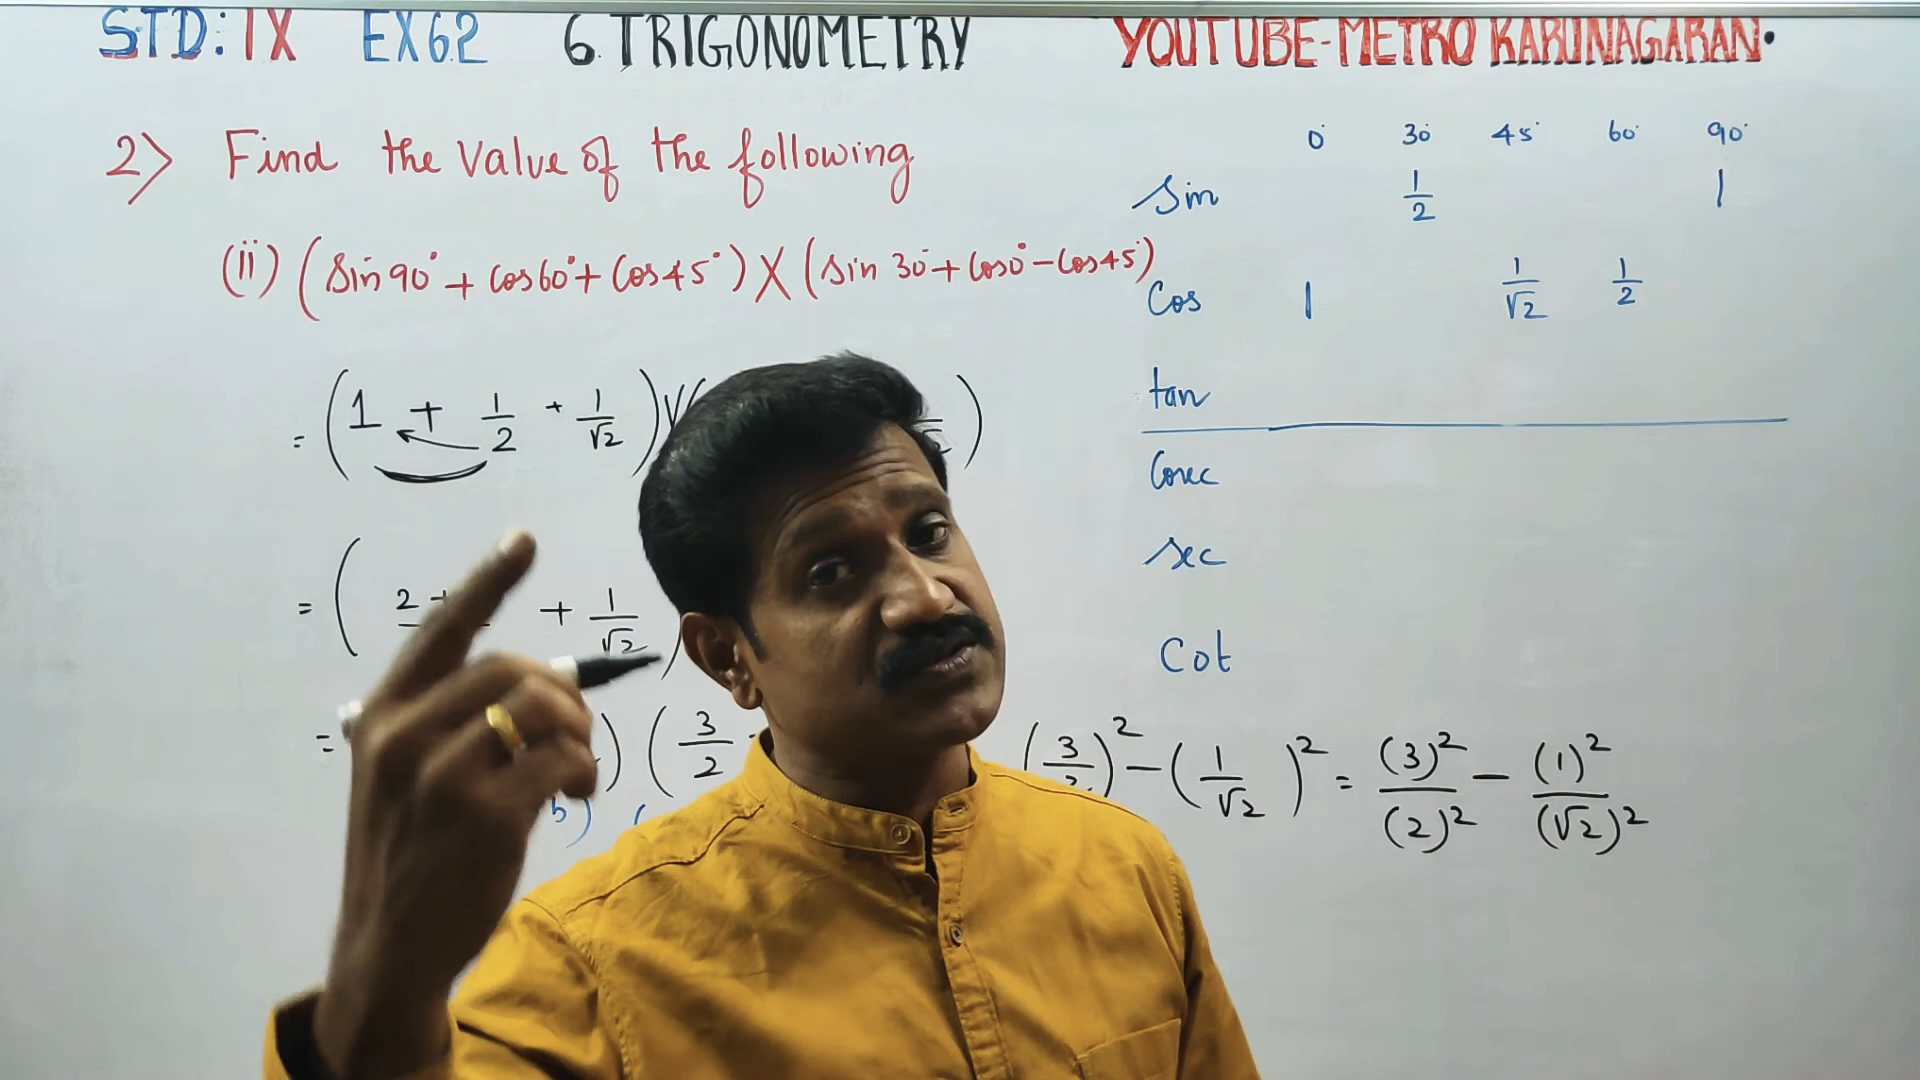 STD: IX EX 6.2 6. TRIGONOMETRY YOUTUBE-METRO KARUNAGARAN.
2) Find the value of the following
(ii) (Sin 90° + Cos 60° + Cos 45°) X (Sin 30° + Cos 0° - Cos 45°)
0° 30° 45° 60° 90°
Sin 1/2 1
Cos 1 1/√2 1/2
tan
Cosec
Sec
Cot
= (1 + 1/2 + 1/√2)
= ( 2 + + 1/√2 )
= ) ( 3/2
b) (
(3/2)² - (1/√2)² = (3)²/(2)² - (1)²/(√2)²